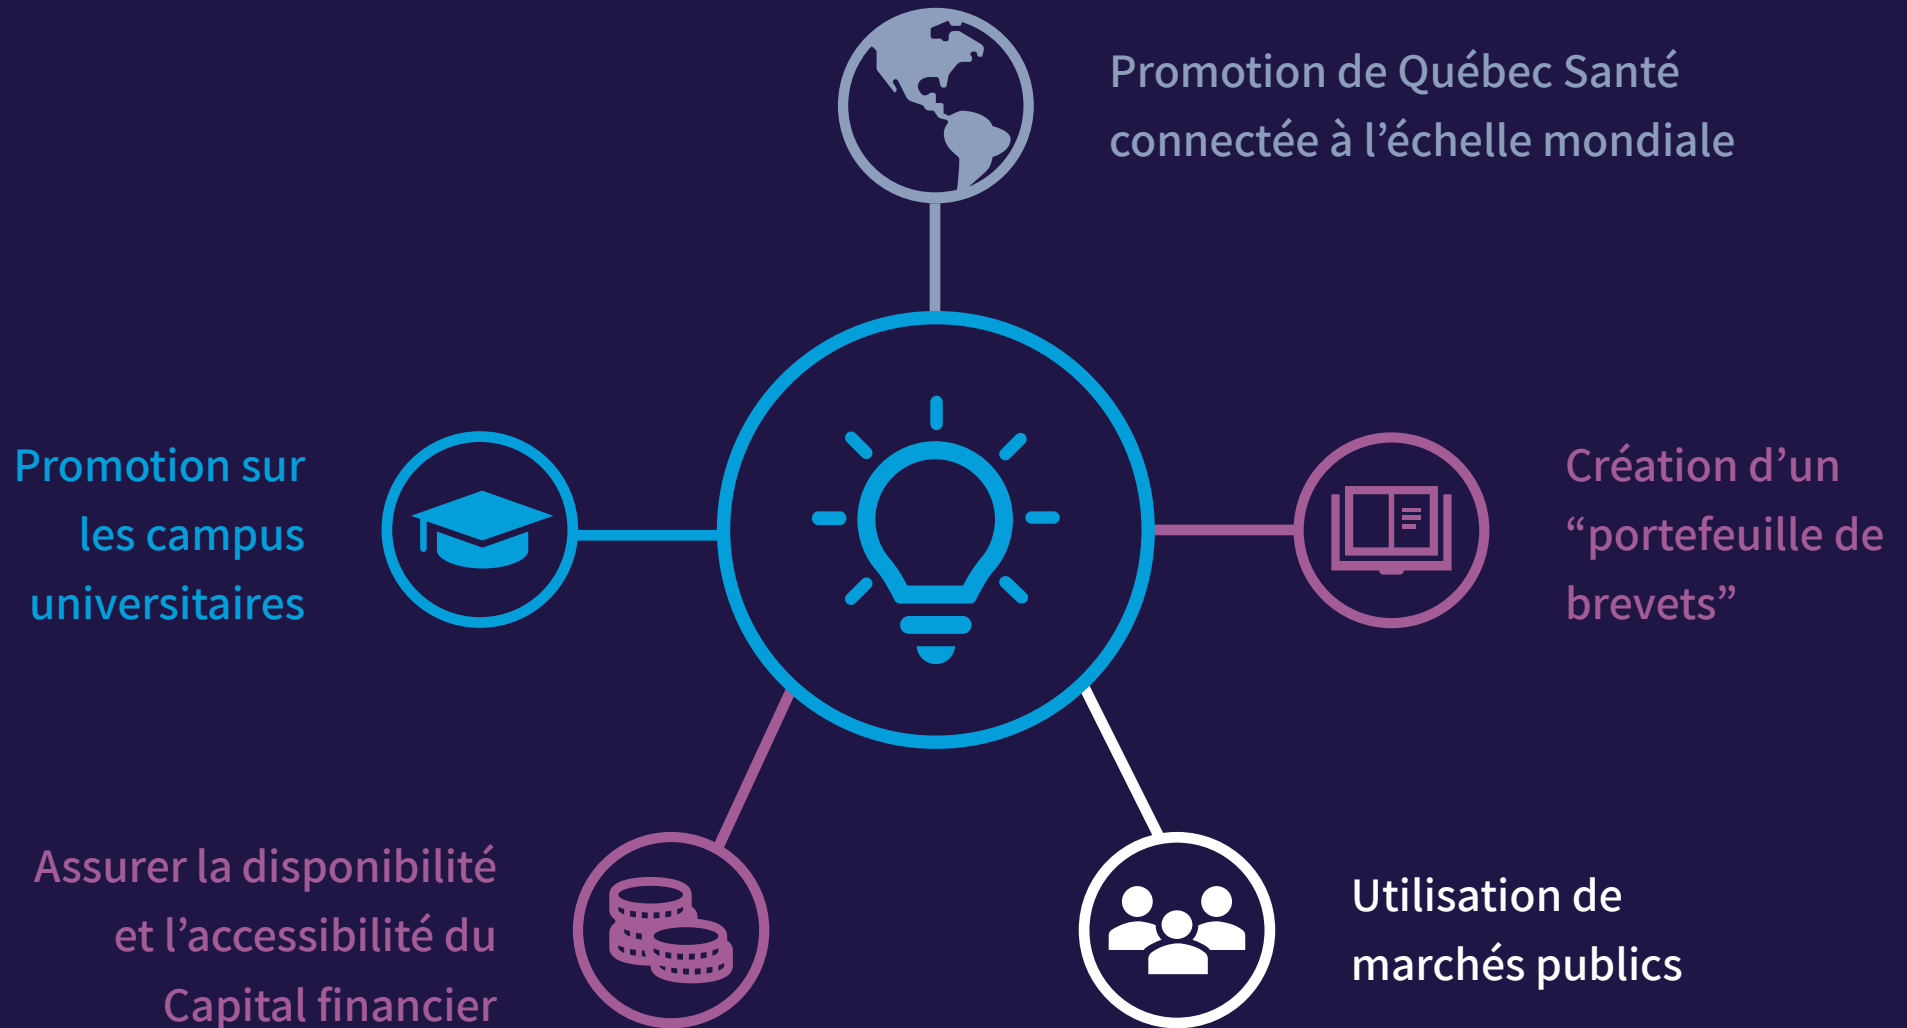 Promotion de Québec Santé
connectée à l’échelle mondiale
Promotion sur
les campus
universitaires
Création d’un
“portefeuille de
brevets”
Assurer la disponibilité
et l’accessibilité du
Capital financier
Utilisation de
marchés publics